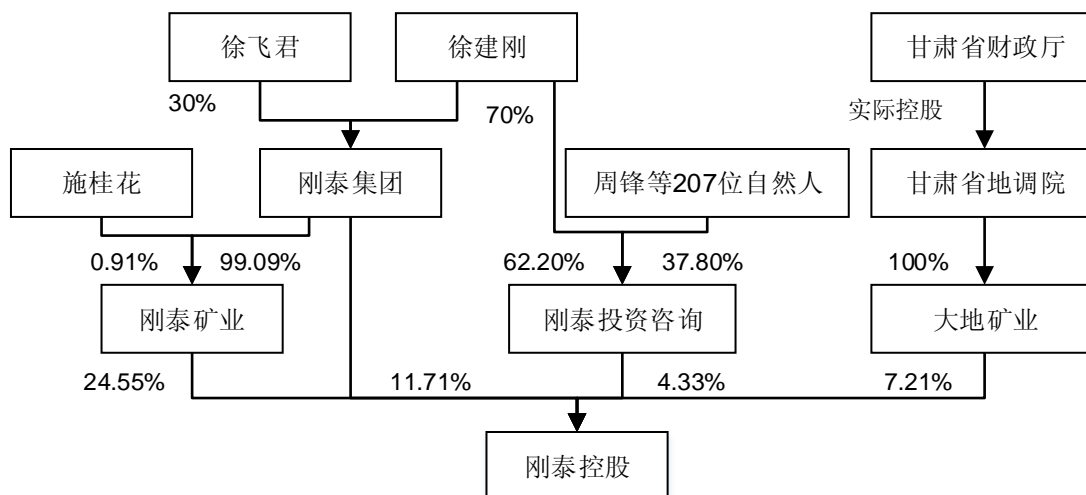 徐飞君
徐建刚
甘肃省财政厅
30%
70%
实际控股
施桂花
刚泰集团
周锋等207位自然人
甘肃省地调院
0.91%
99.09%
62.20%
37.80%
100%
刚泰矿业
刚泰投资咨询
大地矿业
24.55%
11.71%
4.33%
7.21%
刚泰控股